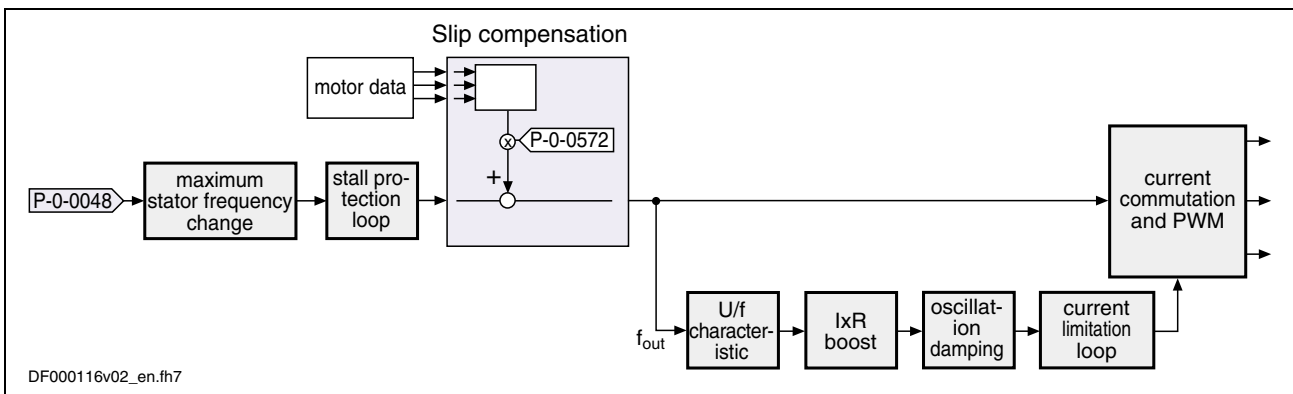 Slip compensation
motor data
x
P-0-0572
+
P-0-0048
maximum
stator frequency
change
stall pro-
tection
loop
current
commutation
and PWM
fout
U/f
character-
istic
IxR
boost
oscillat-
ion
damping
current
limitation
loop
DF000116v02_en.fh7